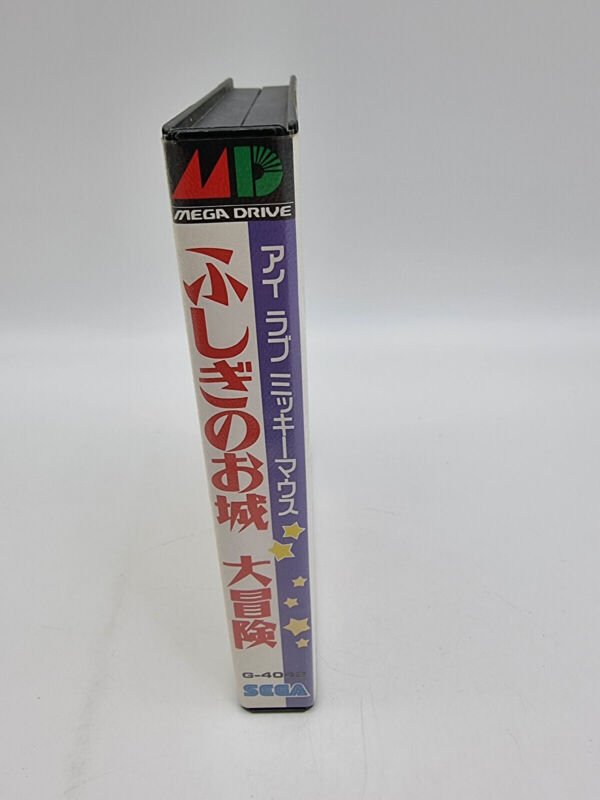 MD
MEGA DRIVE
アイ ラブ ミッキーマウス
ふしぎのお城 大冒険
G-4042
SEGA